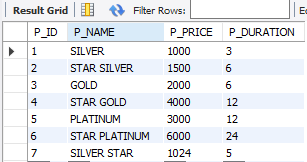 Result Grid Filter Rows:
P_ID P_NAME P_PRICE P_DURATION
1 SILVER 1000 3
2 STAR SILVER 1500 6
3 GOLD 2000 6
4 STAR GOLD 4000 12
5 PLATINUM 3000 12
6 STAR PLATINUM 6000 24
7 SILVER STAR 1024 5